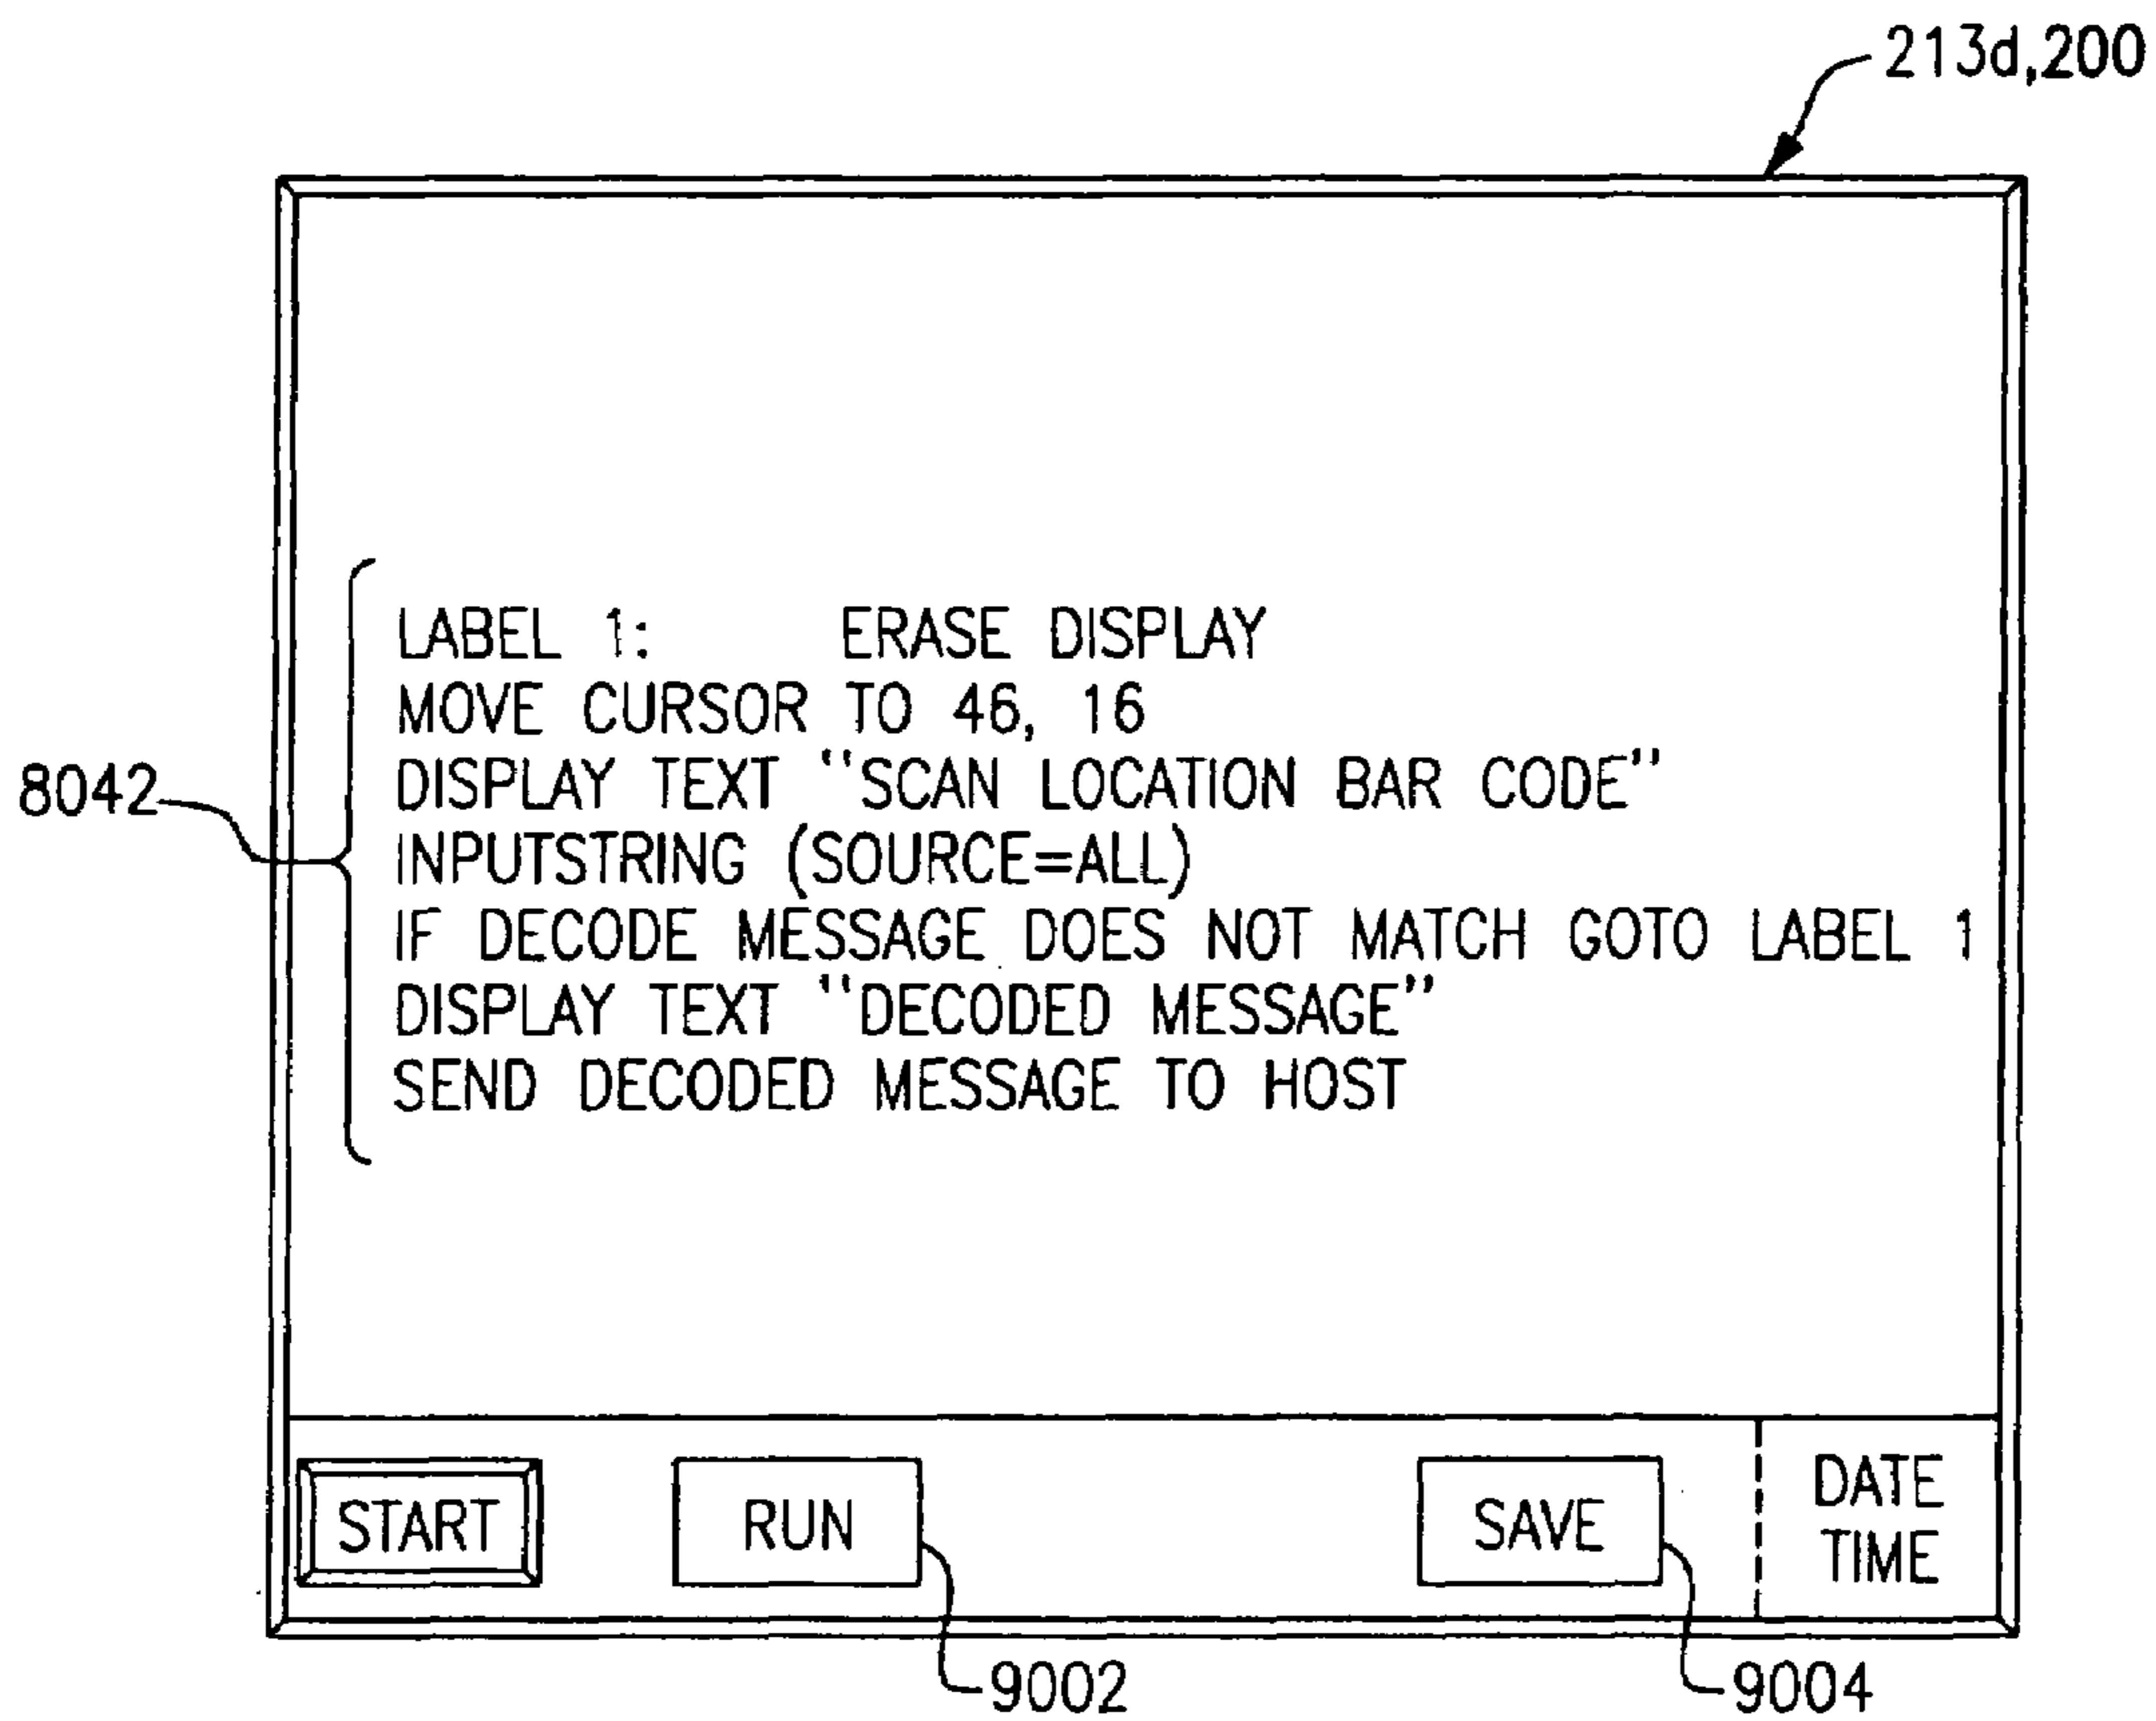 213d,200
LABEL 1: ERASE DISPLAY
MOVE CURSOR TO 46, 16
DISPLAY TEXT "SCAN LOCATION BAR CODE"
8042
INPUTSTRING (SOURCE=ALL)
IF DECODE MESSAGE DOES NOT MATCH GOTO LABEL 1
DISPLAY TEXT "DECODED MESSAGE"
SEND DECODED MESSAGE TO HOST
START
RUN
SAVE
DATE
TIME
9002
9004